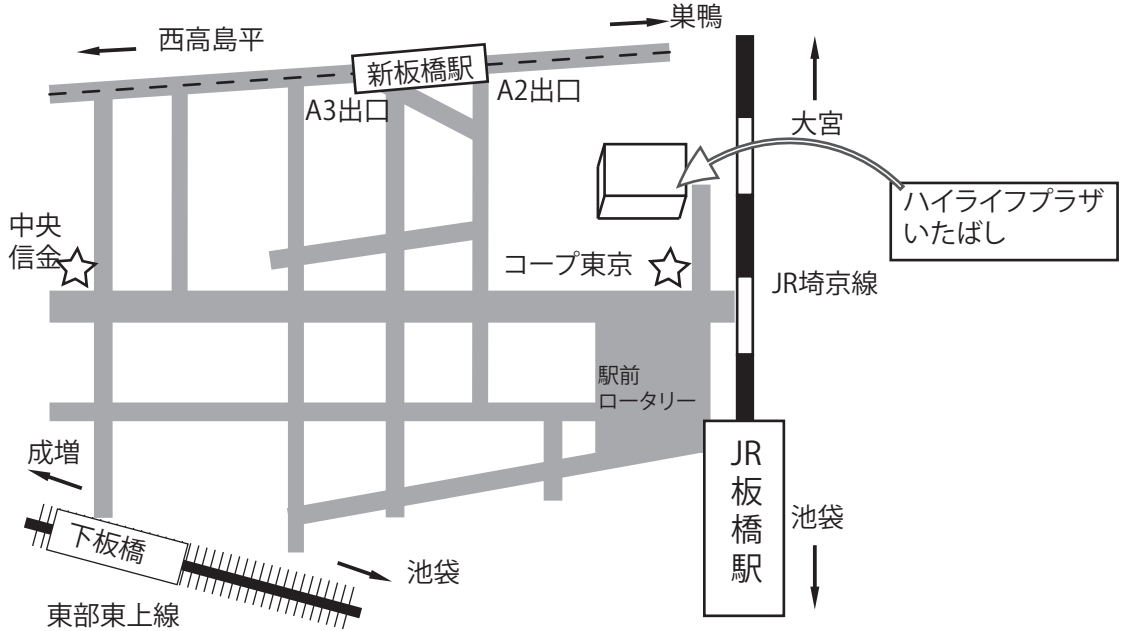 巣鴨
西高島平
新板橋駅
A2出口
A3出口
大宮
ハイライフプラザ
いたばし
中央
信金
コープ東京
JR埼京線
駅前
ロータリー
成増
JR板橋駅
池袋
下板橋
池袋
東部東上線